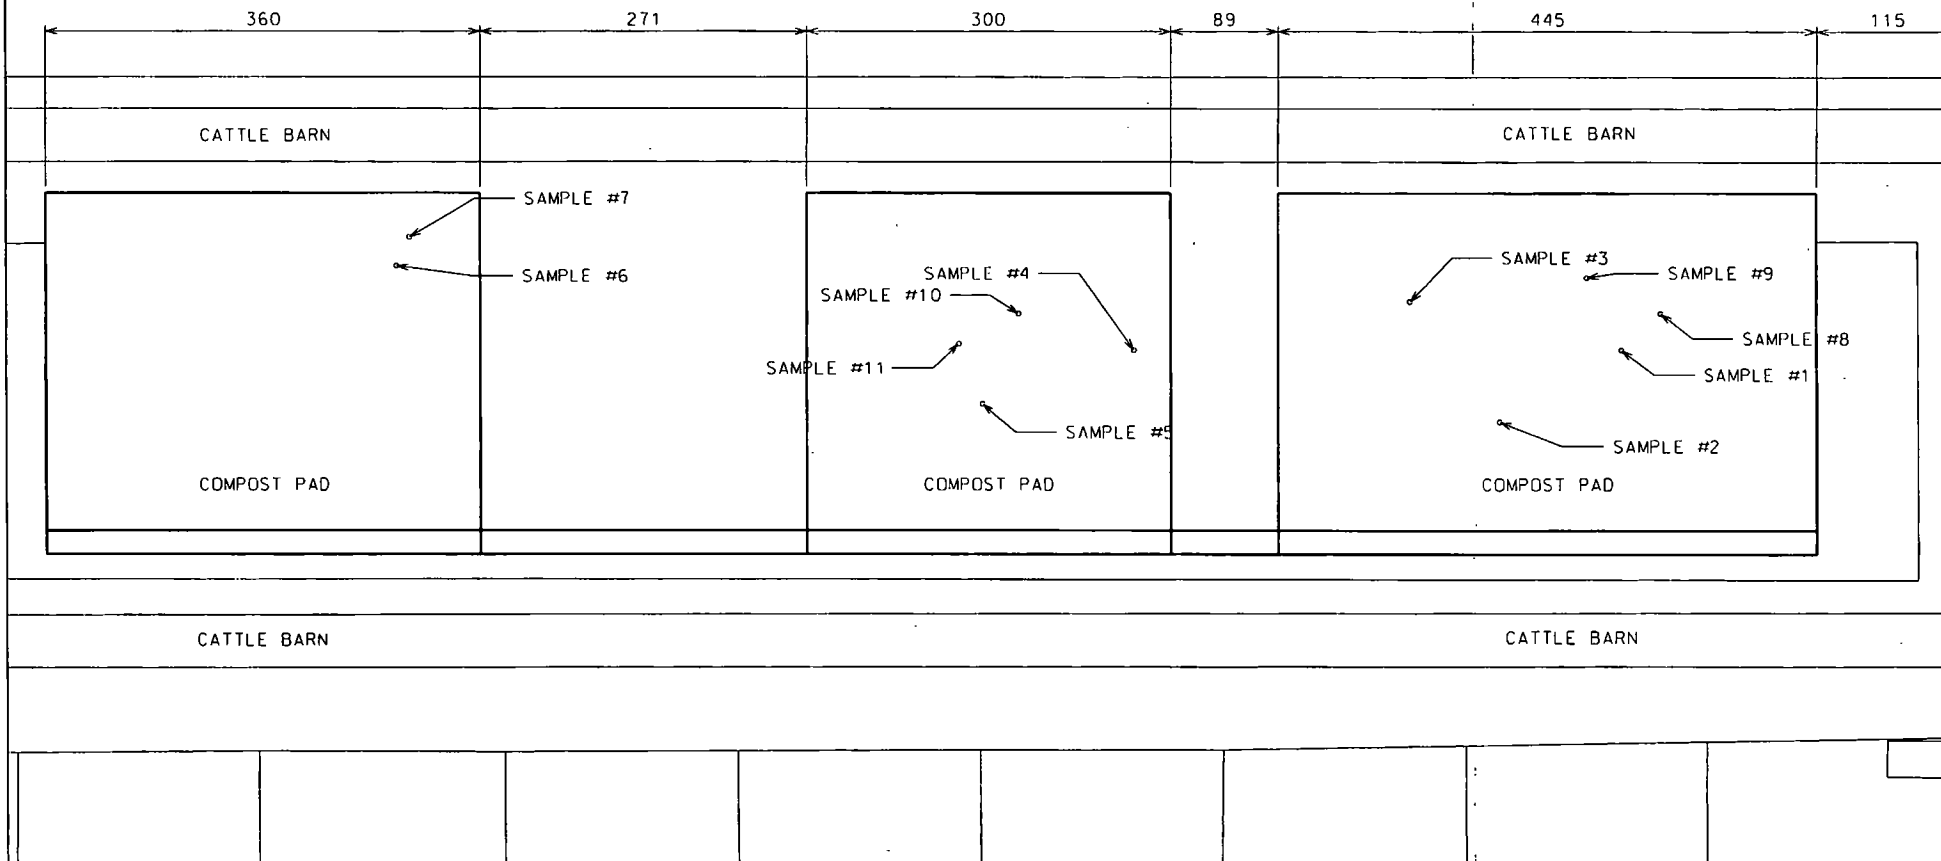 360 271 300 89 445 115
CATTLE BARN CATTLE BARN
SAMPLE #7
SAMPLE #6
SAMPLE #4
SAMPLE #10
SAMPLE #11
SAMPLE #5
SAMPLE #3
SAMPLE #9
SAMPLE #8
SAMPLE #1
SAMPLE #2
COMPOST PAD COMPOST PAD COMPOST PAD
CATTLE BARN CATTLE BARN